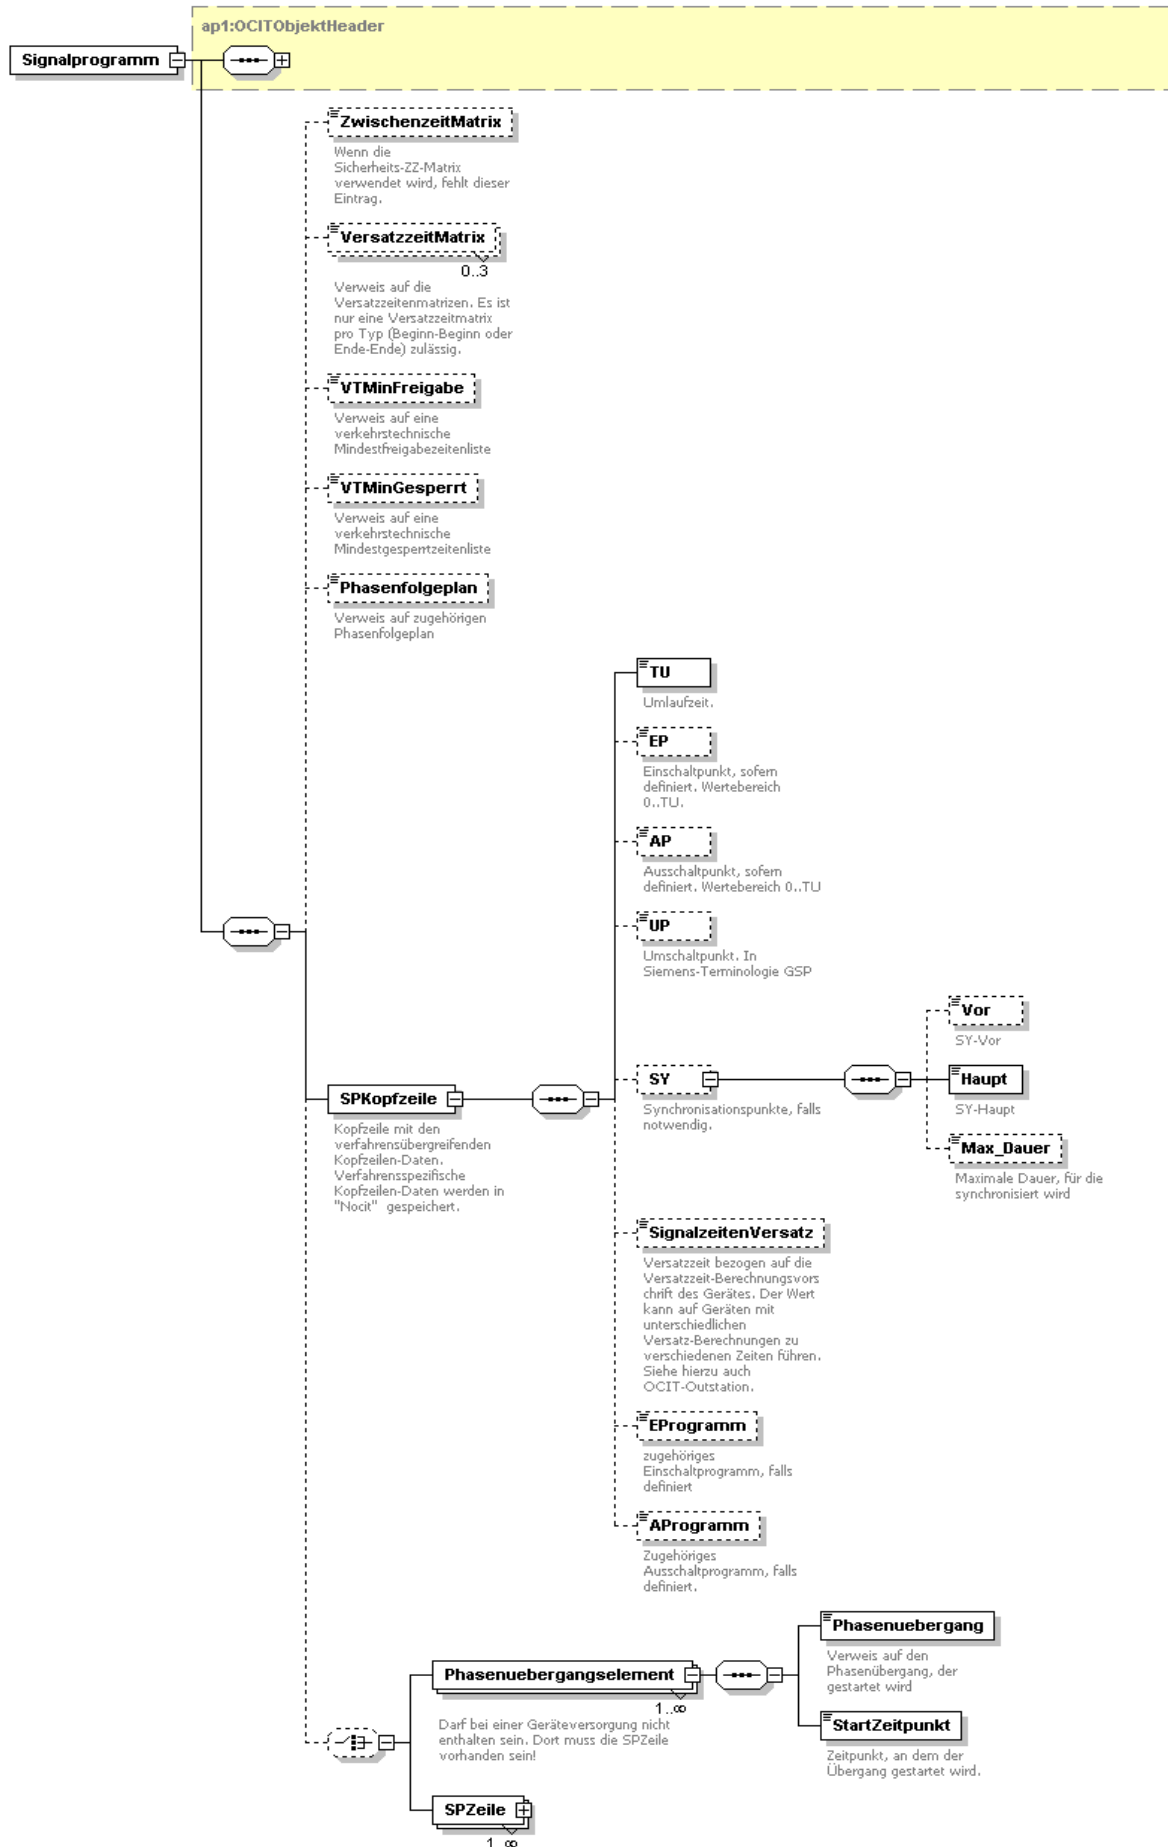 ap1:OCITObjektHeader
Signalprogramm
ZwischenzeitMatrix
Wenn die
Sicherheits-ZZ-Matrix
verwendet wird, fehlt dieser
Eintrag.
VersatzzeitMatrix
0..3
Verweis auf die
Versatzzeitenmatrizen. Es ist
nur eine Versatzzeitmatrix
pro Typ (Beginn-Beginn oder
Ende-Ende) zulässig.
VTMinFreigabe
Verweis auf eine
verkehrstechnische
Mindestfreigabezeitenliste
VTMinGesperrt
Verweis auf eine
verkehrstechnische
Mindestgesperrtzeitenliste
Phasenfolgeplan
Verweis auf zugehörigen
Phasenfolgeplan
TU
Umlaufzeit.
EP
Einschaltpunkt, sofern
definiert. Wertebereich
0..TU.
AP
Ausschaltpunkt, sofern
definiert. Wertebereich 0..TU
UP
Umschaltpunkt. In
Siemens-Terminologie GSP
Vor
SY-Vor
SY
Synchronisationspunkte, falls
notwendig.
Haupt
SY-Haupt
Max_Dauer
Maximale Dauer, für die
synchronisiert wird
SPKopfzeile
Kopfzeile mit den
verfahrensübergreifenden
Kopfzeilen-Daten.
Verfahrensspezifische
Kopfzeilen-Daten werden in
"Nocit" gespeichert.
SignalzeitenVersatz
Versatzzeit bezogen auf die
Versatzzeit-Berechnungsvors
chrift des Gerätes. Der Wert
kann auf Geräten mit
unterschiedlichen
Versatz-Berechnungen zu
verschiedenen Zeiten führen.
Siehe hierzu auch
OCIT-Outstation.
EProgramm
zugehöriges
Einschaltprogramm, falls
definiert
AProgramm
Zugehöriges
Ausschaltprogramm, falls
definiert.
Phasenuebergangselement
1..∞
Darf bei einer Geräteversorgung nicht
enthalten sein. Dort muss die SPZeile
vorhanden sein!
Phasenuebergang
Verweis auf den
Phasenübergang, der
gestartet wird
StartZeitpunkt
Zeitpunkt, an dem der
Übergang gestartet wird.
SPZeile
1..∞